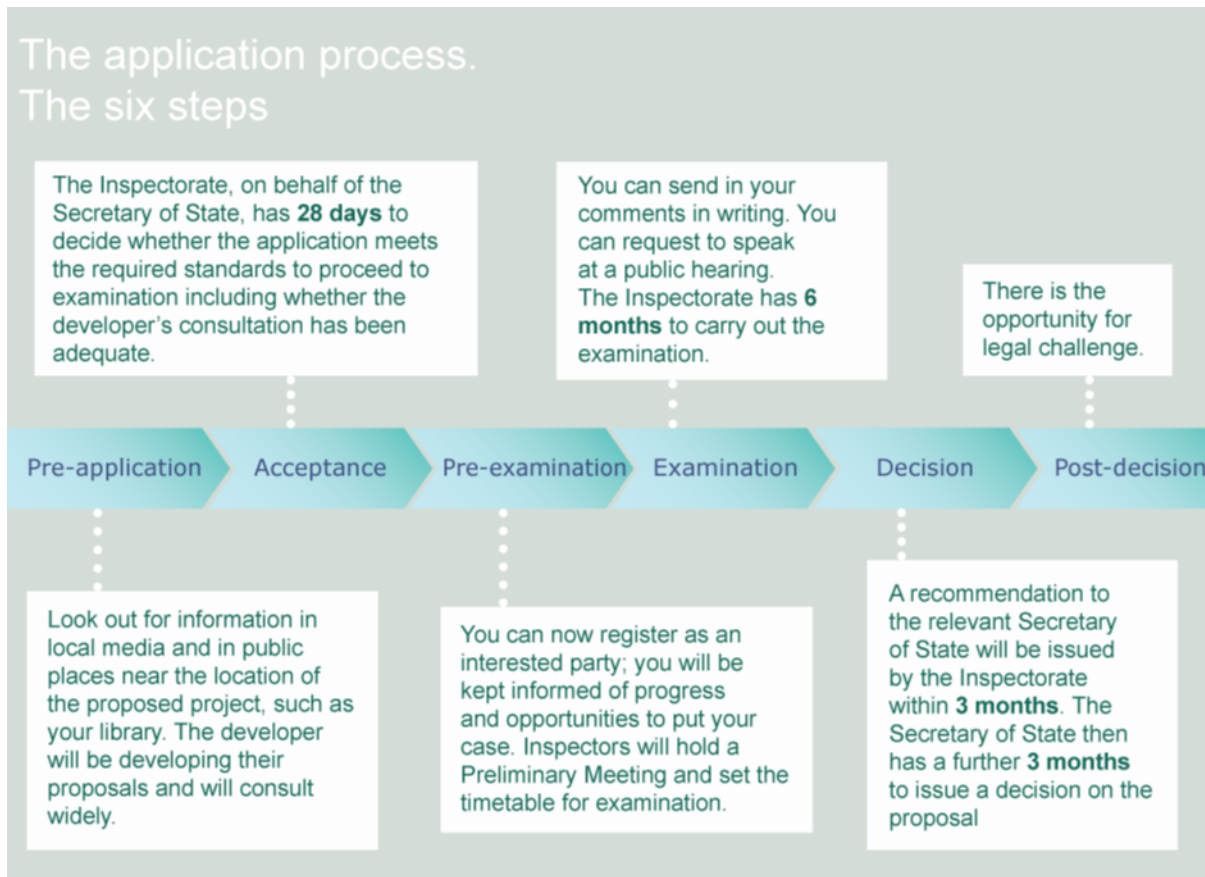 The application process.
The six steps
The Inspectorate, on behalf of the
Secretary of State, has 28 days to
decide whether the application meets
the required standards to proceed to
examination including whether the
developer's consultation has been
adequate.
You can send in your
comments in writing. You
can request to speak
at a public hearing.
The Inspectorate has 6
months to carry out the
examination.
There is the
opportunity for
legal challenge.
Pre-application
Acceptance
Pre-examination
Examination
Decision
Post-decision
Look out for information in
local media and in public
places near the location of
the proposed project, such as
your library. The developer
will be developing their
proposals and will consult
widely.
You can now register as an
interested party; you will be
kept informed of progress
and opportunities to put your
case. Inspectors will hold a
Preliminary Meeting and set the
timetable for examination.
A recommendation to
the relevant Secretary
of State will be issued
by the Inspectorate
within 3 months. The
Secretary of State then
has a further 3 months
to issue a decision on the
proposal